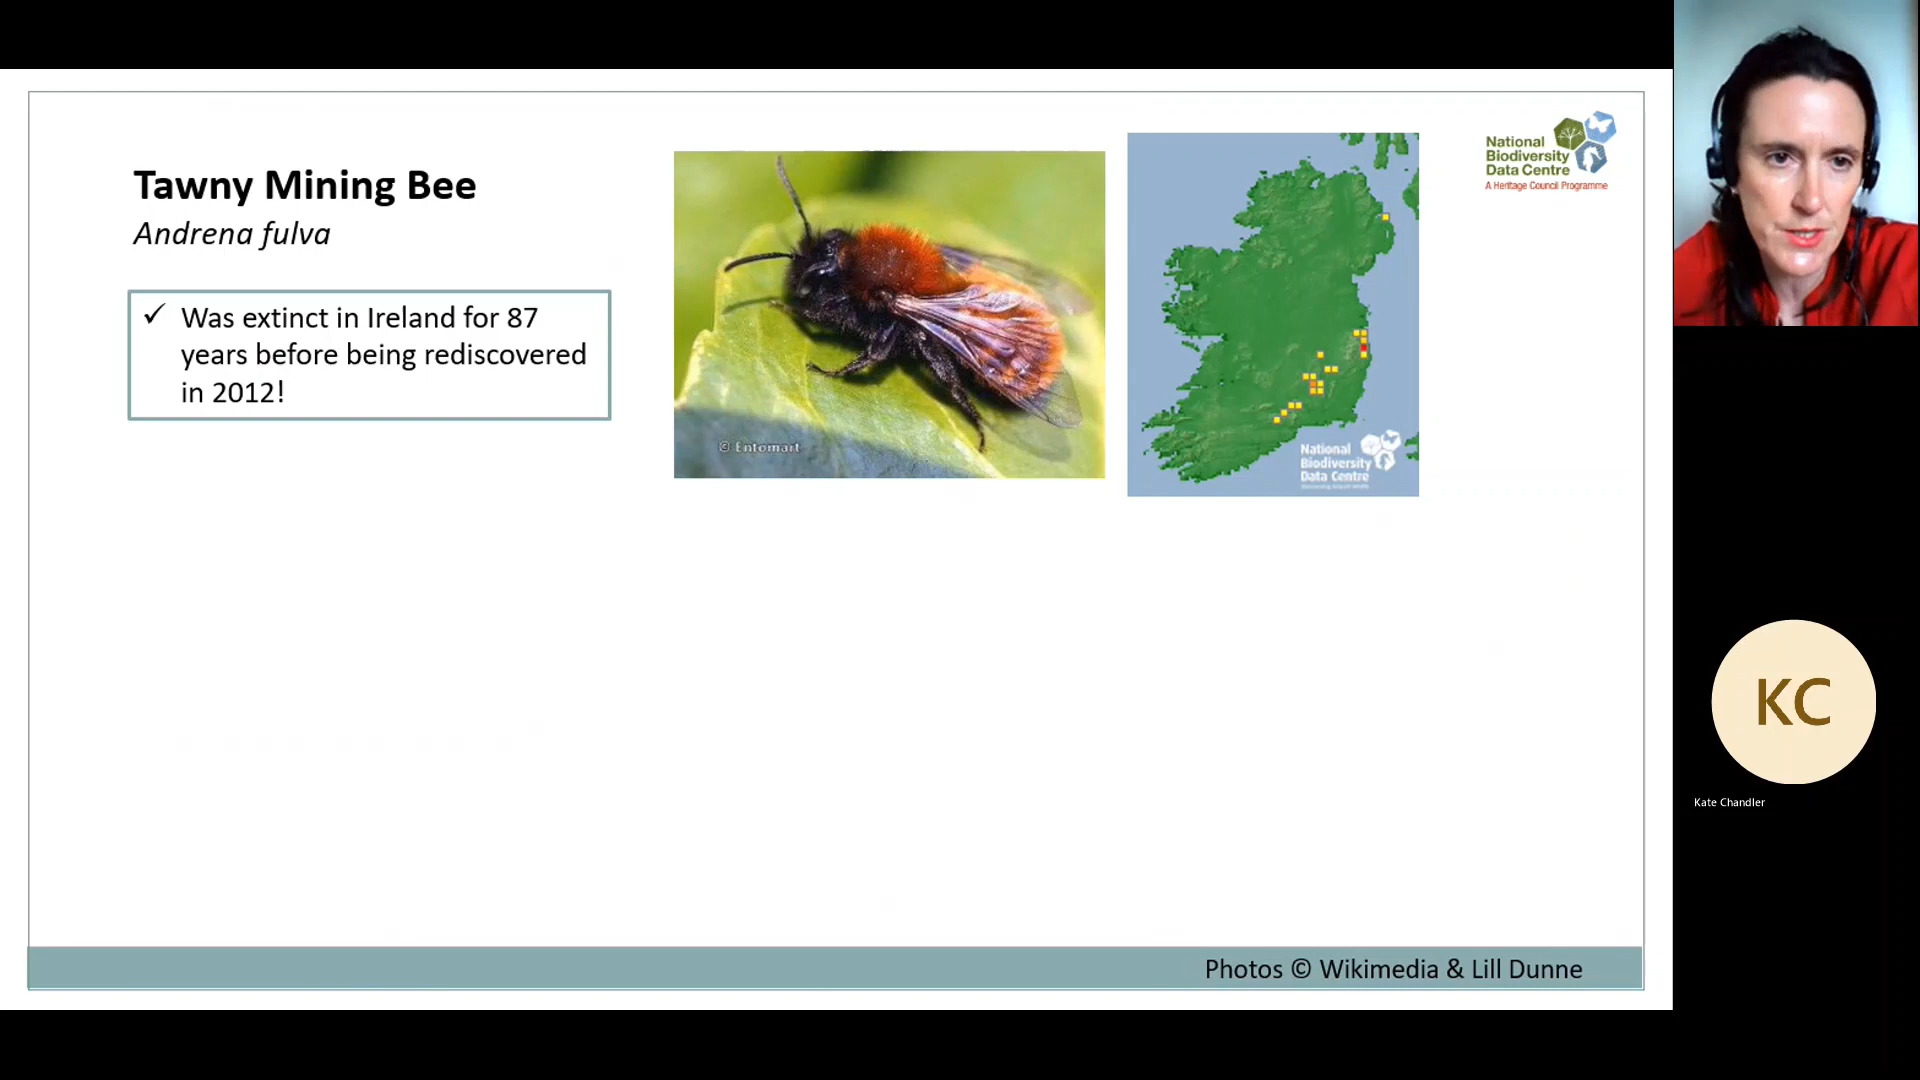 Tawny Mining Bee
Andrena fulva
✓ Was extinct in Ireland for 87
years before being rediscovered
in 2012!
© Entomart
National
Biodiversity
Data Centre
National
Biodiversity
Data Centre
A Heritage Council Programme
Photos © Wikimedia & Lill Dunne
KC
Kate Chandler